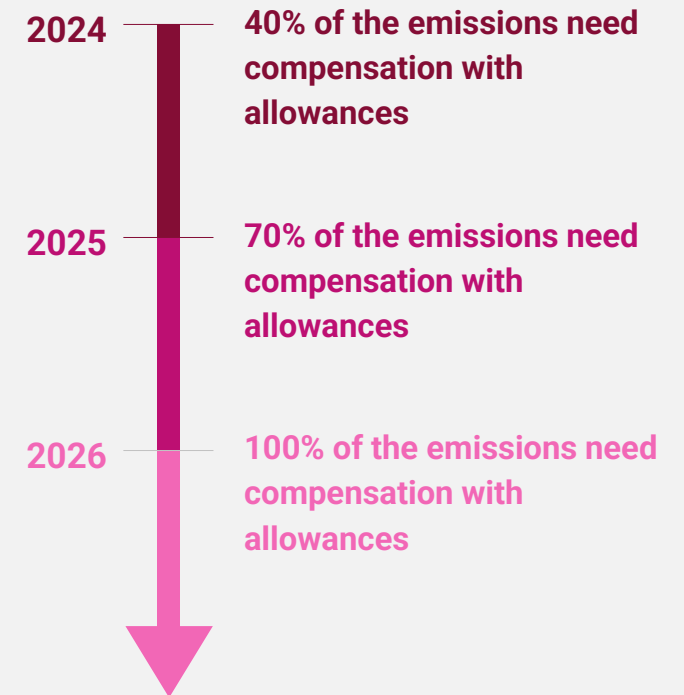 2024
40% of the emissions need
compensation with
allowances
2025
70% of the emissions need
compensation with
allowances
2026
100% of the emissions need
compensation with
allowances